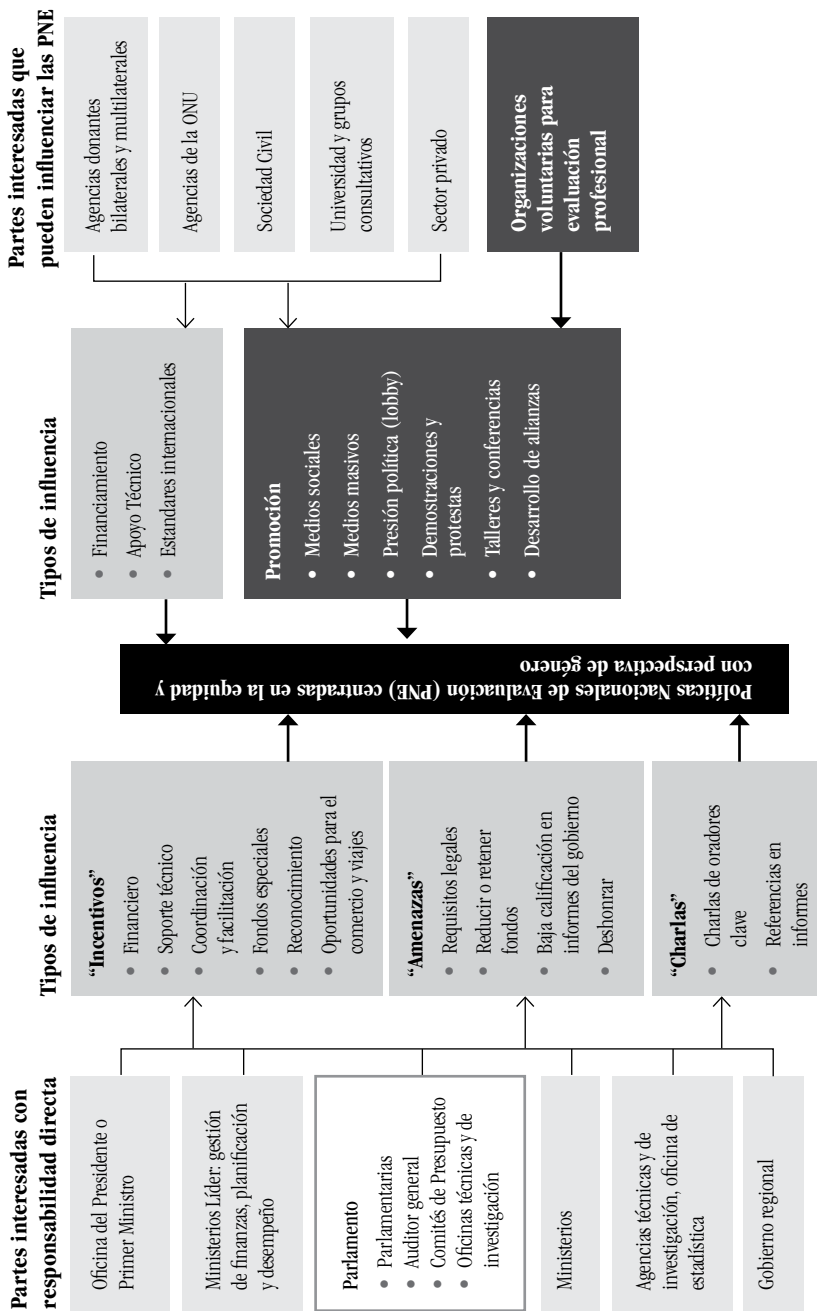 Partes interesadas con
responsabilidad directa
Oficina del Presidente o
Primer Ministro
Ministerios Líder: gestión
de finanzas, planificación
y desempeño
Parlamento
• Parlamentarias
• Auditor general
• Comités de Presupuesto
• Oficinas técnicas y de
investigación
Ministerios
Agencias técnicas y de
investigación, oficina de
estadística
Gobierno regional
Tipos de influencia
“Incentivos”
• Financiero
• Soporte técnico
• Coordinación
y facilitación
• Fondos especiales
• Reconocimiento
• Oportunidades para el
comercio y viajes
“Amenazas”
• Requisitos legales
• Reducir o retener
fondos
• Baja calificación en
informes del gobierno
• Deshonrar
“Charlas”
• Charlas de oradores
clave
• Referencias en
informes
Políticas Nacionales de Evaluación (PNE) centradas en la equidad y
con perspectiva de género
Tipos de influencia
• Financiamiento
• Apoyo Técnico
• Estandares internacionales
Promoción
• Medios sociales
• Medios masivos
• Presión política (lobby)
• Demostraciones y
protestas
• Talleres y conferencias
• Desarrollo de alianzas
Partes interesadas que
pueden influenciar las PNE
Agencias donantes
bilaterales y multilaterales
Agencias de la ONU
Sociedad Civil
Universidad y grupos
consultativos
Sector privado
Organizaciones
voluntarias para
evaluación
profesional